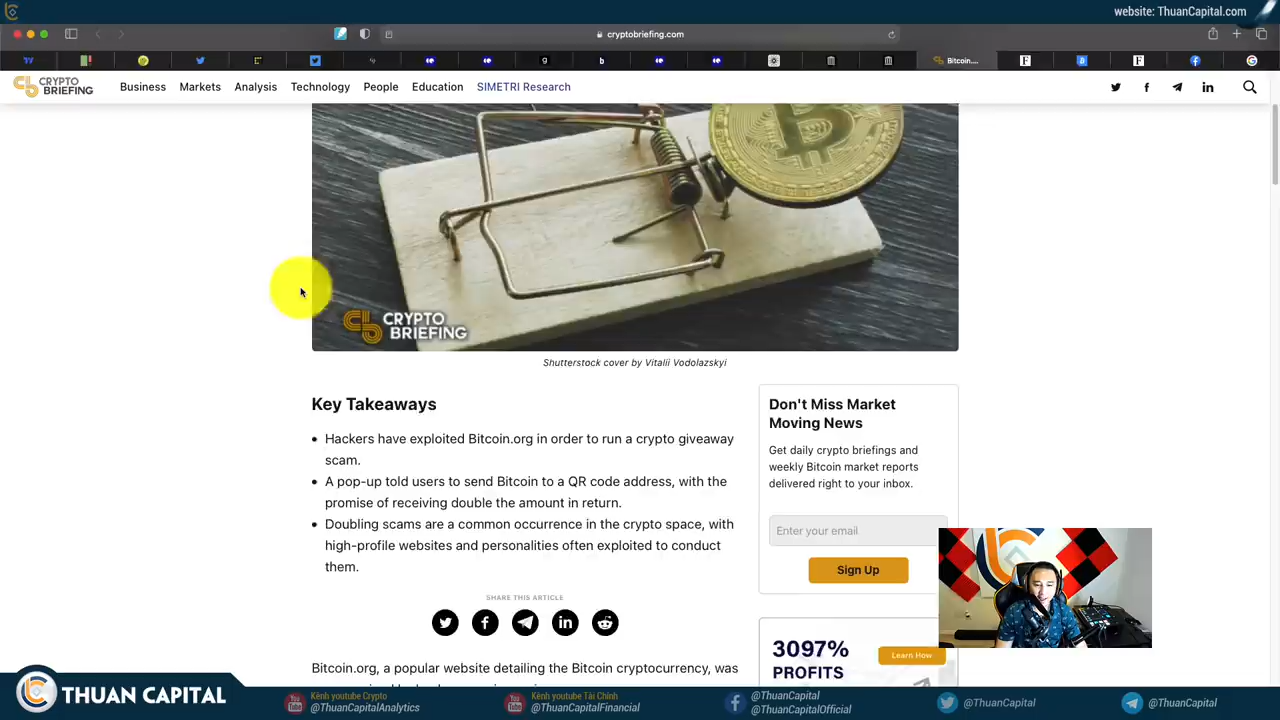 website: ThuanCapital.com
cryptobriefing.com
Bitcoin....
CRYPTO
BRIEFING
Business
Markets
Analysis
Technology
People
Education
SIMETRI Research
CRYPTO
BRIEFING
Shutterstock cover by Vitalii Vodolazskyi
Key Takeaways
Hackers have exploited Bitcoin.org in order to run a crypto giveaway
scam.
A pop-up told users to send Bitcoin to a QR code address, with the
promise of receiving double the amount in return.
Doubling scams are a common occurrence in the crypto space, with
high-profile websites and personalities often exploited to conduct
them.
SHARE THIS ARTICLE
Bitcoin.org, a popular website detailing the Bitcoin cryptocurrency, was
Don't Miss Market
Moving News
Get daily crypto briefings and
weekly Bitcoin market reports
delivered right to your inbox.
Enter your email
Sign Up
3097%
PROFITS
Learn How
THUAN CAPITAL
Kênh youtube Crypto
@ThuanCapitalAnalytics
Kênh youtube Tài Chính
@ThuanCapitalFinancial
@ThuanCapital
@ThuanCapitalOfficial
@ThuanCapital
@ThuanCapital